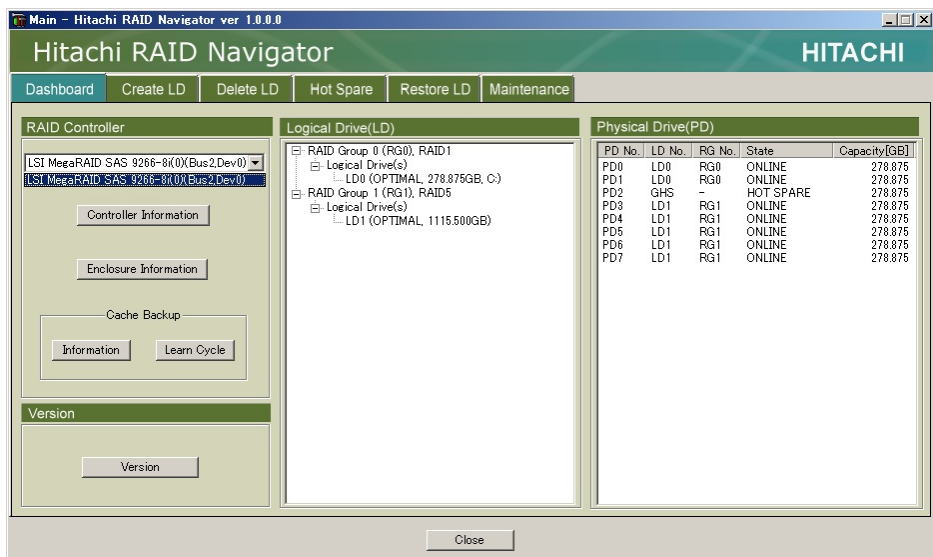 Main - Hitachi RAID Navigator ver 1.0.0.0
Hitachi RAID Navigator
HITACHI
Dashboard Create LD Delete LD Hot Spare Restore LD Maintenance
RAID Controller
LSI MegaRAID SAS 9266-8i(0)(Bus2,Dev0)
LSI MegaRAID SAS 9266-8i(0)(Bus2,Dev0)
Controller Information
Enclosure Information
Cache Backup
Information Learn Cycle
Version
Version
Logical Drive(LD)
RAID Group 0 (RG0), RAID1
Logical Drive(s)
LD0 (OPTIMAL, 278.875GB, C:)
RAID Group 1 (RG1), RAID5
Logical Drive(s)
LD1 (OPTIMAL, 1115.500GB)
Physical Drive(PD)
PD No. LD No. RG No. State Capacity[GB]
PD0 LD0 RG0 ONLINE 278.875
PD1 LD0 RG0 ONLINE 278.875
PD2 GHS - HOT SPARE 278.875
PD3 LD1 RG1 ONLINE 278.875
PD4 LD1 RG1 ONLINE 278.875
PD5 LD1 RG1 ONLINE 278.875
PD6 LD1 RG1 ONLINE 278.875
PD7 LD1 RG1 ONLINE 278.875
Close